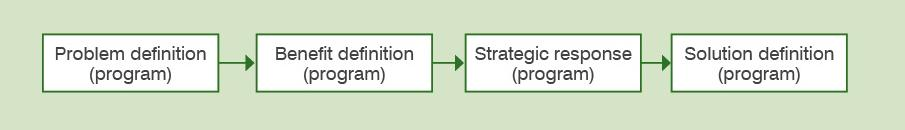 Problem definition
(program)
Benefit definition
(program)
Strategic response
(program)
Solution definition
(program)